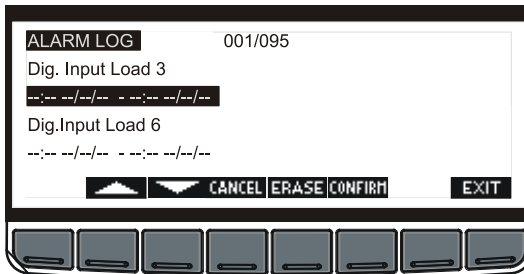 ALARM LOG 001/095
Dig. Input Load 3
--:-- --/--/-- - --:-- --/--/--
Dig.Input Load 6
--:-- --/--/-- - --:-- --/--/--
CANCEL ERASE CONFIRM EXIT